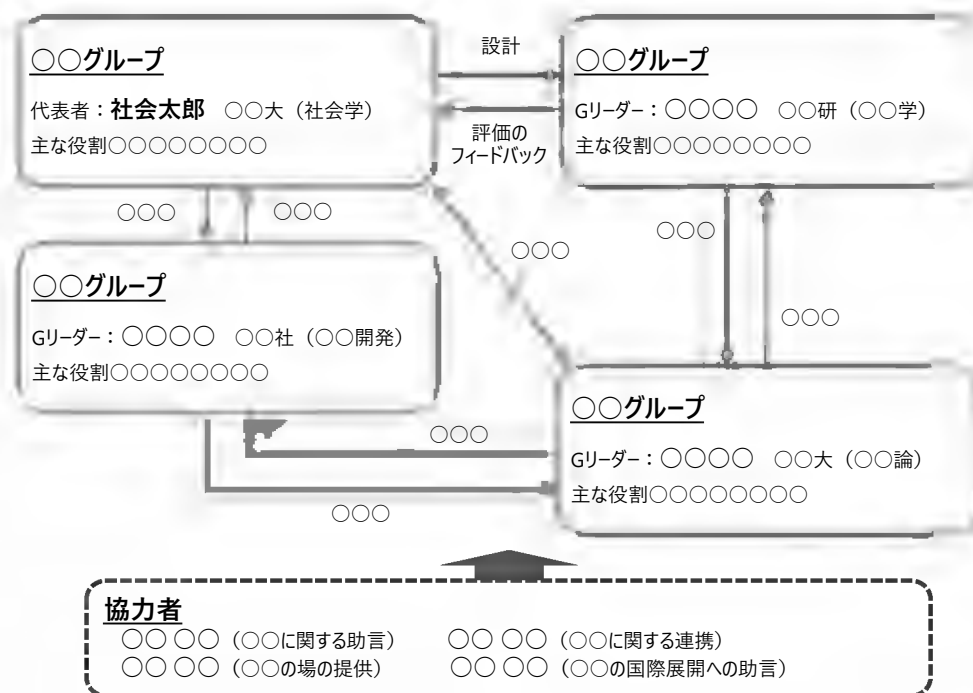 ○○グループ
代表者：社会太郎 ○○大（社会学）
主な役割○○○○○○○○
設計
評価の
フィードバック
○○グループ
Gリーダー：○○○○ ○○研（○○学）
主な役割○○○○○○○○
○○○
○○○
○○○
○○○
○○○
○○グループ
Gリーダー：○○○○ ○○社（○○開発）
主な役割○○○○○○○○
○○グループ
Gリーダー：○○○○ ○○大（○○論）
主な役割○○○○○○○○
○○○
○○○
協力者
○○ ○○（○○に関する助言） ○○ ○○（○○に関する連携）
○○ ○○（○○の場の提供） ○○ ○○（○○の国際展開への助言）